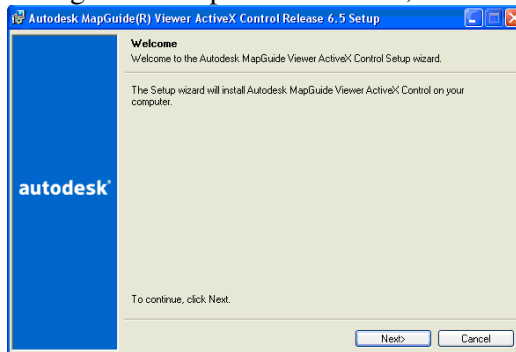 Autodesk MapGuide(R) Viewer ActiveX Control Release 6.5 Setup
Welcome
Welcome to the Autodesk MapGuide Viewer ActiveX Control Setup wizard.
The Setup wizard will install Autodesk MapGuide Viewer ActiveX Control on your
computer.
autodesk®
To continue, click Next.
Next>
Cancel